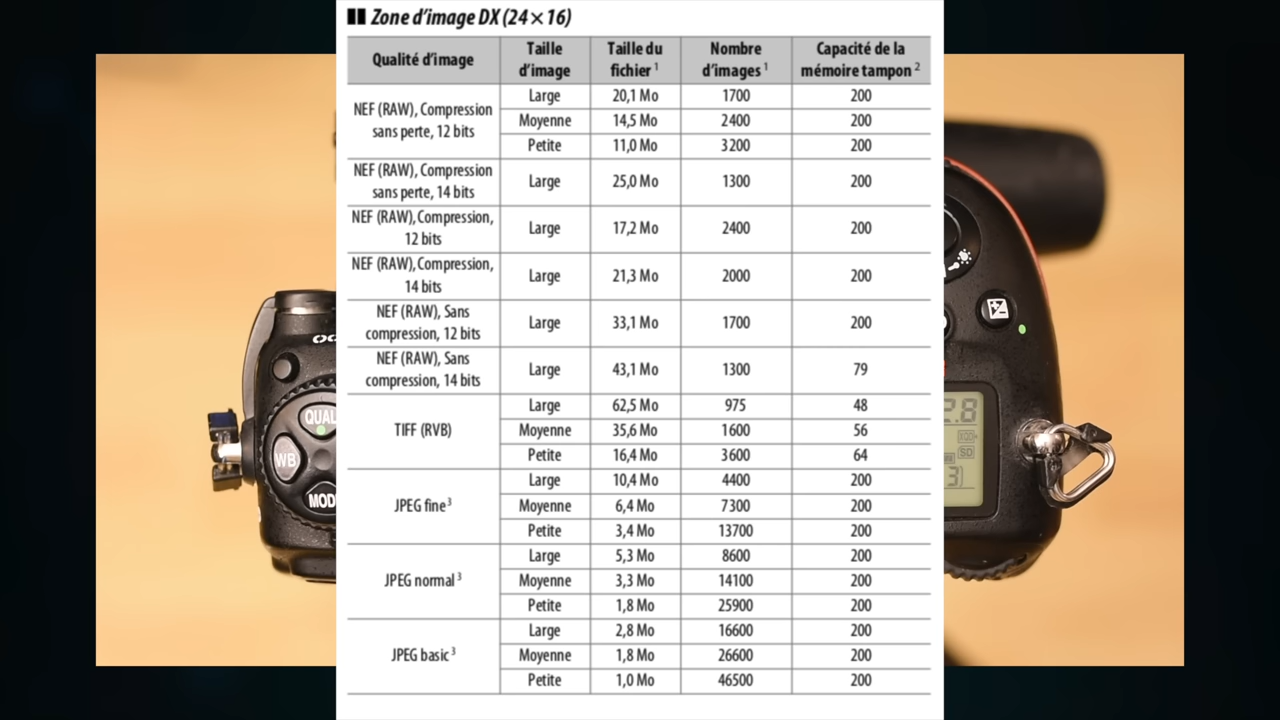 Zone d'image DX (24 × 16)
Qualité d'image Taille d'image Taille du fichier 1 Nombre d'images 1 Capacité de la mémoire tampon 2
NEF (RAW), Compression sans perte, 12 bits Large 20,1 Mo 1700 200
Moyenne 14,5 Mo 2400 200
Petite 11,0 Mo 3200 200
NEF (RAW), Compression sans perte, 14 bits Large 25,0 Mo 1300 200
NEF (RAW), Compression, 12 bits Large 17,2 Mo 2400 200
NEF (RAW), Compression, 14 bits Large 21,3 Mo 2000 200
NEF (RAW), Sans compression, 12 bits Large 33,1 Mo 1700 200
NEF (RAW), Sans compression, 14 bits Large 43,1 Mo 1300 79
TIFF (RVB) Large 62,5 Mo 975 48
Moyenne 35,6 Mo 1600 56
Petite 16,4 Mo 3600 64
JPEG fine 3 Large 10,4 Mo 4400 200
Moyenne 6,4 Mo 7300 200
Petite 3,4 Mo 13700 200
JPEG normal 3 Large 5,3 Mo 8600 200
Moyenne 3,3 Mo 14100 200
Petite 1,8 Mo 25900 200
JPEG basic 3 Large 2,8 Mo 16600 200
Moyenne 1,8 Mo 26600 200
Petite 1,0 Mo 46500 200
QUAL
WB
MOD
2.8
XQD
SD
3)